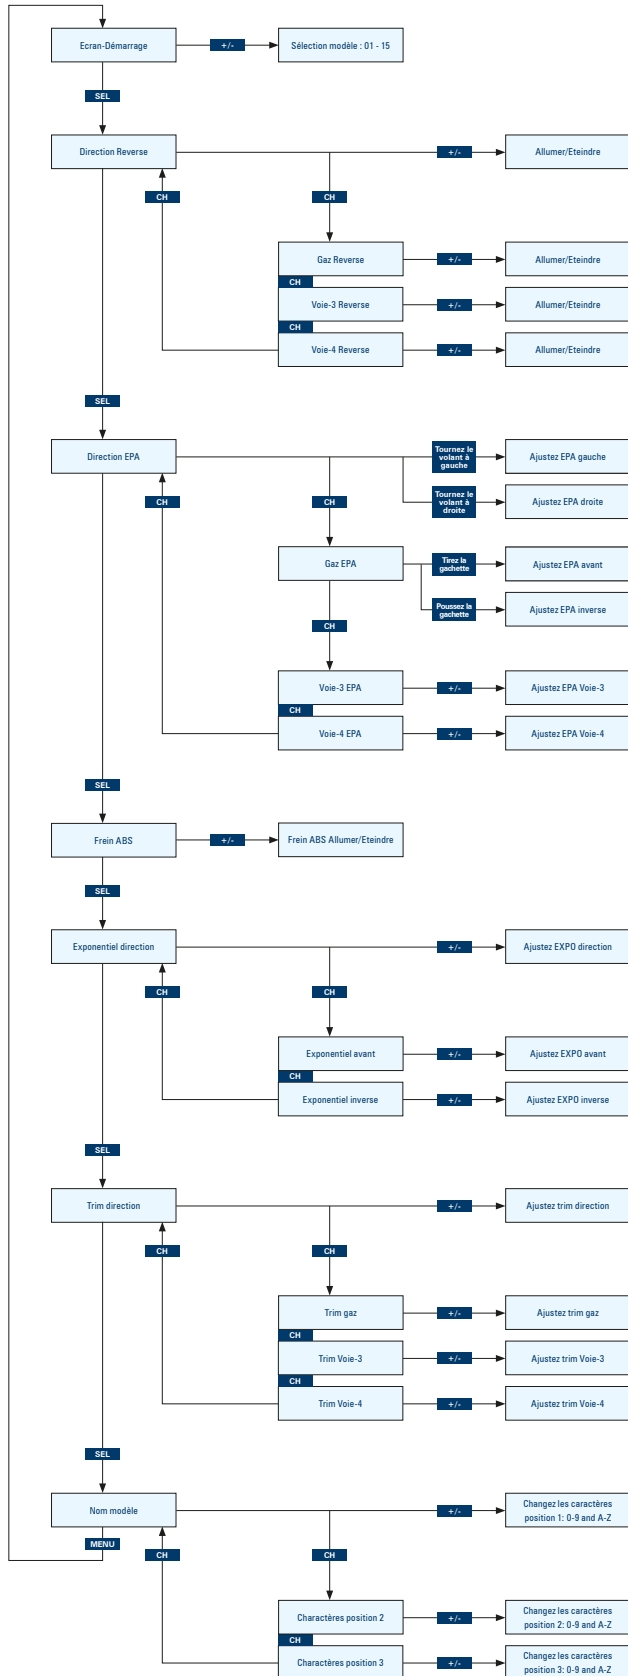 Ecran-Démarrage
+/-
Sélection modèle : 01 - 15
SEL
Direction Reverse
+/-
Allumer/Eteindre
CH
CH
Gaz Reverse
+/-
Allumer/Eteindre
CH
Voie-3 Reverse
+/-
Allumer/Eteindre
CH
Voie-4 Reverse
+/-
Allumer/Eteindre
SEL
Direction EPA
Tournez le
volant à
gauche
Ajustez EPA gauche
CH
CH
Tournez le
volant à
droite
Ajustez EPA droite
Gaz EPA
Tirez la
gachette
Ajustez EPA avant
Poussez la
gachette
Ajustez EPA inverse
CH
Voie-3 EPA
+/-
Ajustez EPA Voie-3
CH
Voie-4 EPA
+/-
Ajustez EPA Voie-4
SEL
Frein ABS
+/-
Frein ABS Allumer/Eteindre
SEL
Exponentiel direction
+/-
Ajustez EXPO direction
CH
CH
Exponentiel avant
+/-
Ajustez EXPO avant
CH
Exponentiel inverse
+/-
Ajustez EXPO inverse
SEL
Trim direction
+/-
Ajustez trim direction
CH
CH
Trim gaz
+/-
Ajustez trim gaz
CH
Trim Voie-3
+/-
Ajustez trim Voie-3
CH
Trim Voie-4
+/-
Ajustez trim Voie-4
SEL
Nom modèle
+/-
Changez les caractères
position 1: 0-9 and A-Z
MENU
CH
CH
Charactères position 2
+/-
Changez les caractères
position 2: 0-9 and A-Z
CH
Charactères position 3
+/-
Changez les caractères
position 3: 0-9 and A-Z